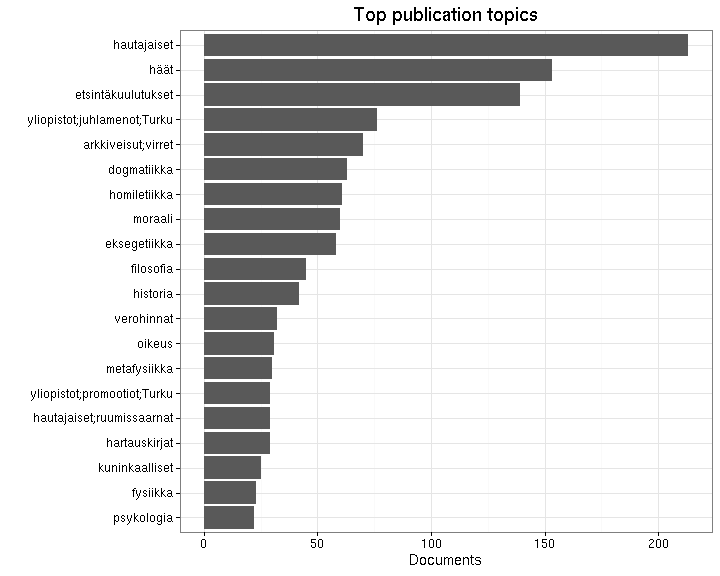 Top publication topics
hautajaiset
häät
etsintäkuulutukset
yliopistot;juhlamenot;Turku
arkkiveisut;virret
dogmatiikka
homiletiikka
moraali
eksegetiikka
filosofia
historia
verohinnat
oikeus
metafysiikka
yliopistot;promootiot;Turku
hautajaiset;ruumissaarnat
hartauskirjat
kuninkaalliset
fysiikka
psykologia
0 50 100 150 200
Documents